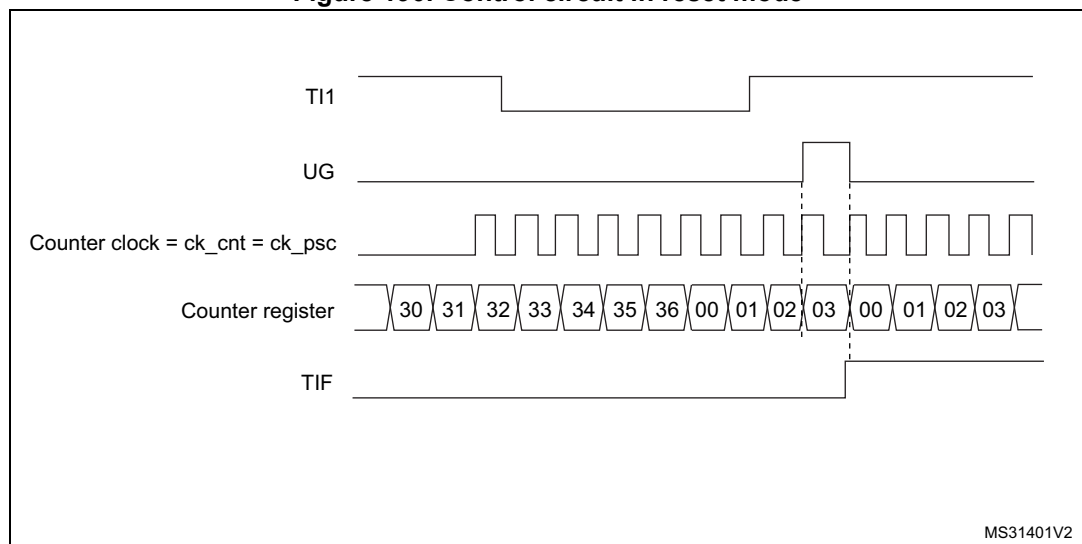 TI1
UG
Counter clock = ck_cnt = ck_psc
Counter register 30 31 32 33 34 35 36 00 01 02 03 00 01 02 03
TIF
MS31401V2